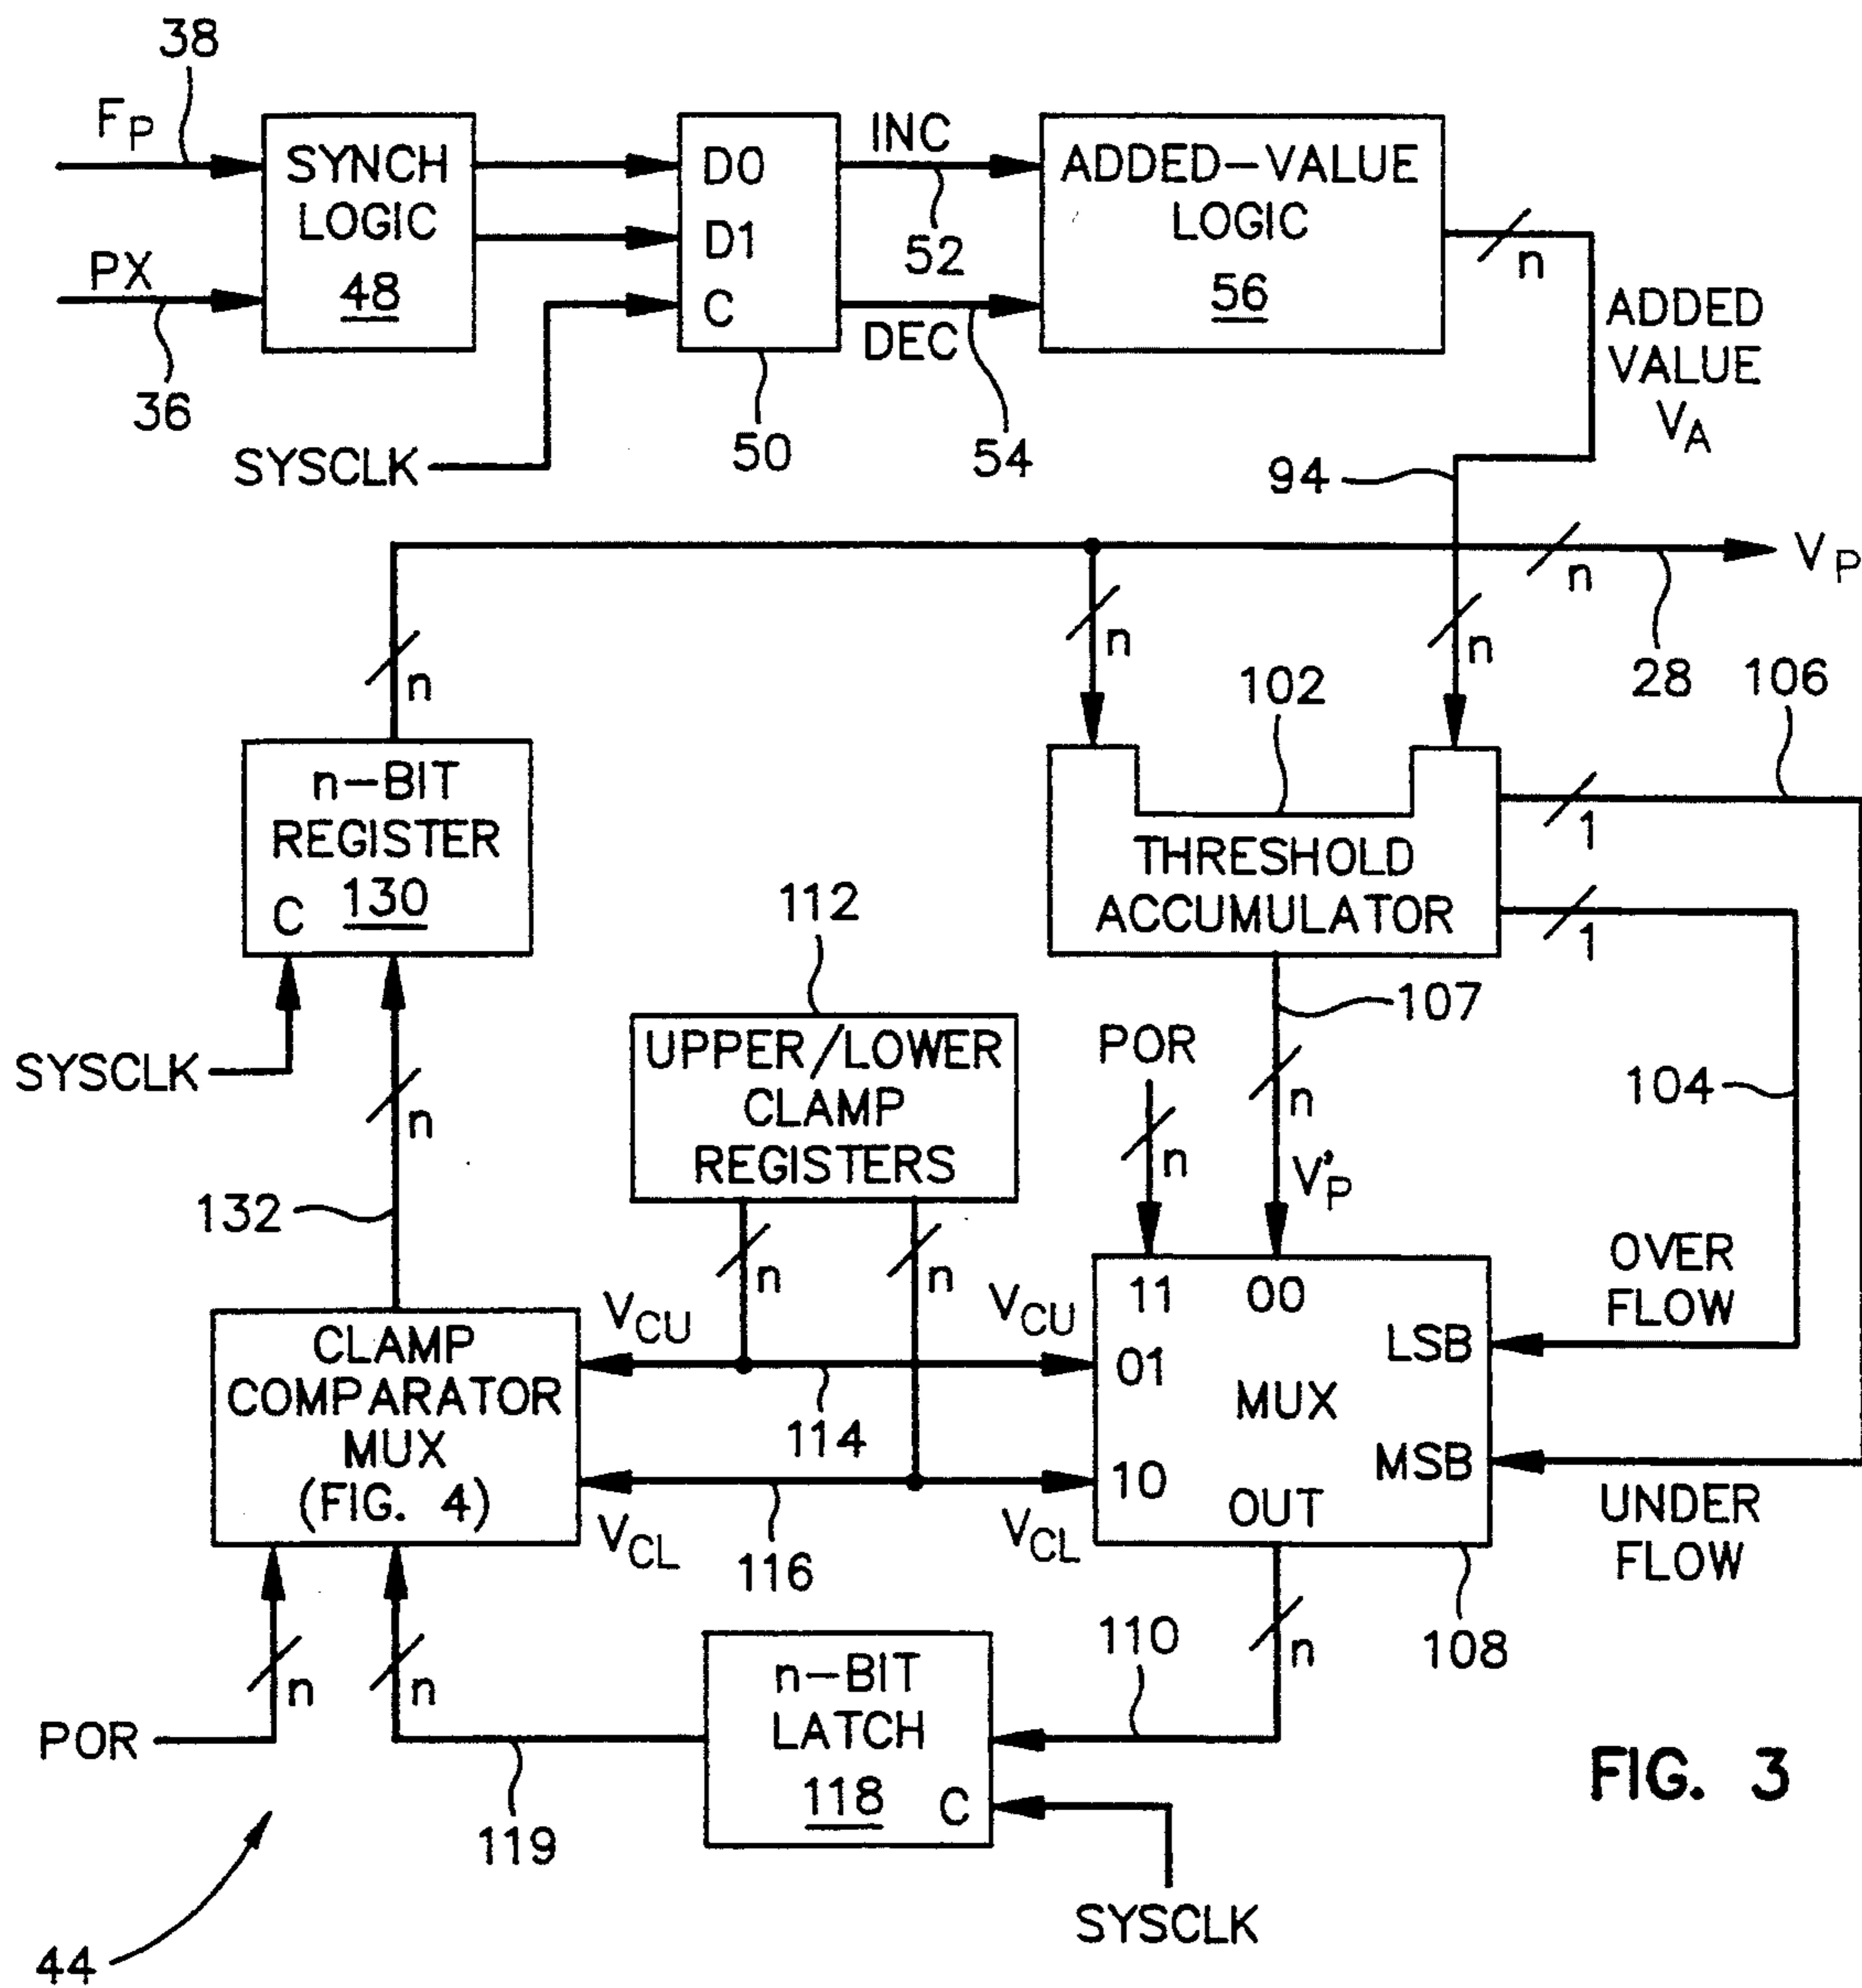 38
F_P
SYNCH
LOGIC
48
PX
36
D0
D1
C
50
SYSCLK
INC
52
DEC
54
ADDED-VALUE
LOGIC
56
n
ADDED
VALUE
V_A
94
n
V_P
28
n
n
n
102
106
n-BIT
REGISTER
C
130
THRESHOLD
ACCUMULATOR
1
1
112
107
SYSCLK
UPPER/LOWER
CLAMP
REGISTERS
POR
104
n
n
n
132
V'_P
n
n
OVER
FLOW
CLAMP
COMPARATOR
MUX
(FIG. 4)
V_CU
V_CU
11
00
LSB
01
MUX
114
10
MSB
OUT
V_CL
116
V_CL
UNDER
FLOW
n
n
n-BIT
LATCH
118
C
110
n
108
POR
119
SYSCLK
FIG. 3
44